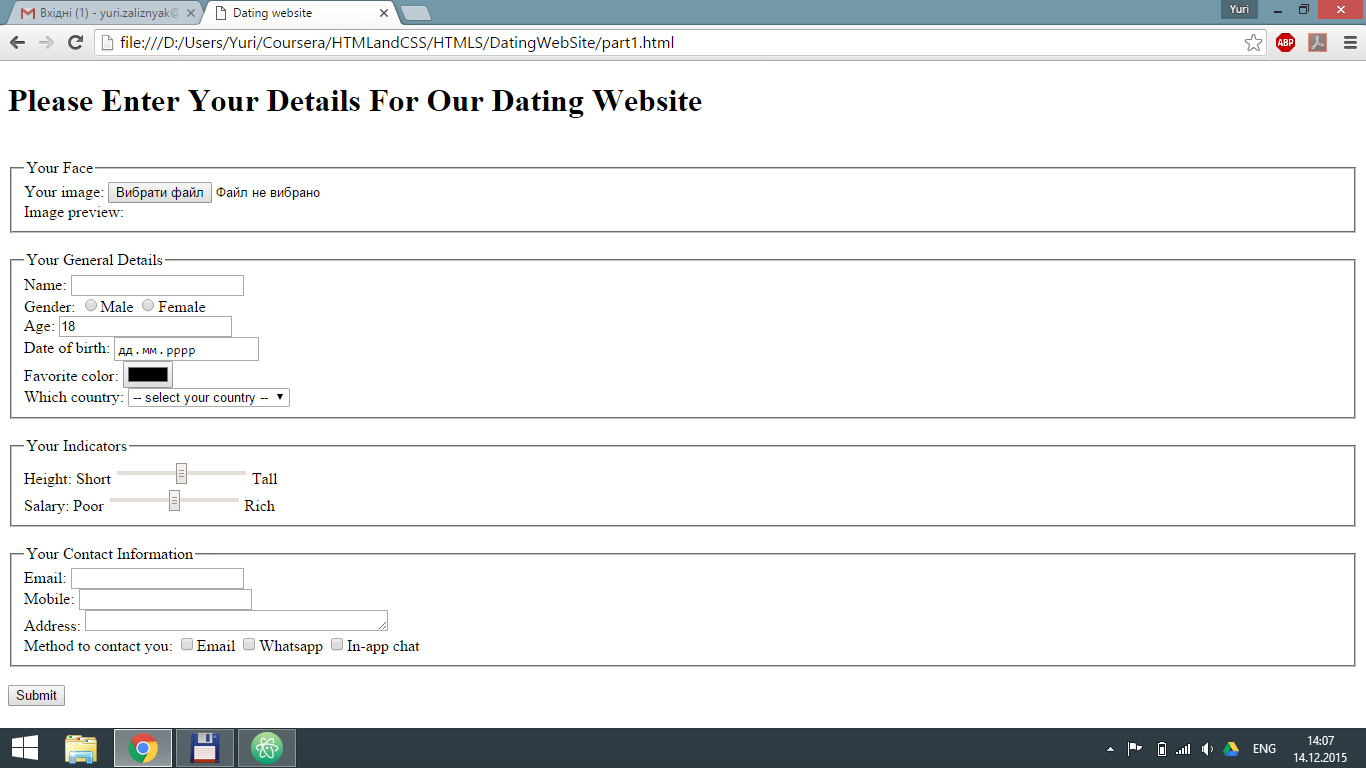 Вхідні (1) - yuri.zaliznyak@
Dating website
Yuri
file:///D:/Users/Yuri/Coursera/HTMLandCSS/HTMLS/DatingWebSite/part1.html
ABP
Please Enter Your Details For Our Dating Website
Your Face
Your image: Вибрати файл Файл не вибрано
Image preview:
Your General Details
Name:
Gender: Male Female
Age: 18
Date of birth: дд.мм.рррр
Favorite color:
Which country: -- select your country --
Your Indicators
Height: Short Tall
Salary: Poor Rich
Your Contact Information
Email:
Mobile:
Address:
Method to contact you: Email Whatsapp In-app chat
Submit
ENG
14:07
14.12.2015